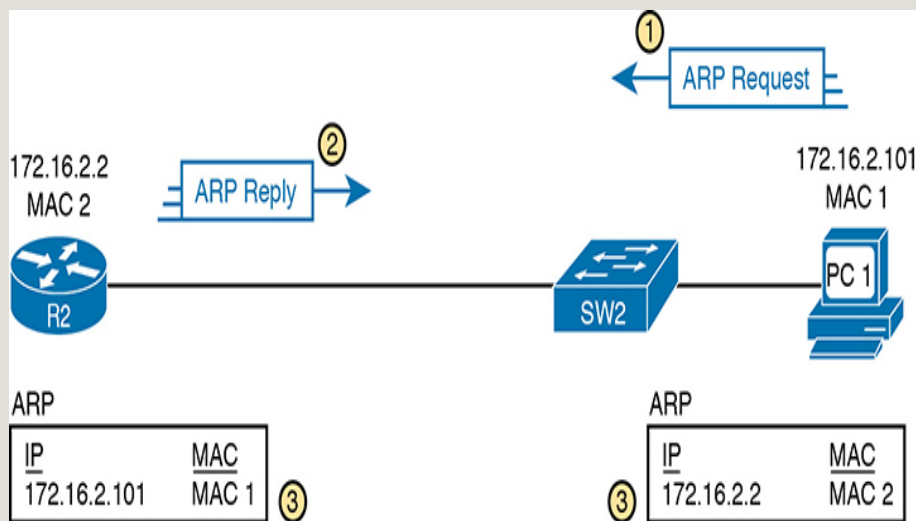 1
ARP Request
2
172.16.2.2
MAC 2
ARP Reply
172.16.2.101
MAC 1
R2
SW2
PC 1
ARP
IP MAC
172.16.2.101 MAC 1
3
ARP
3
IP MAC
172.16.2.2 MAC 2